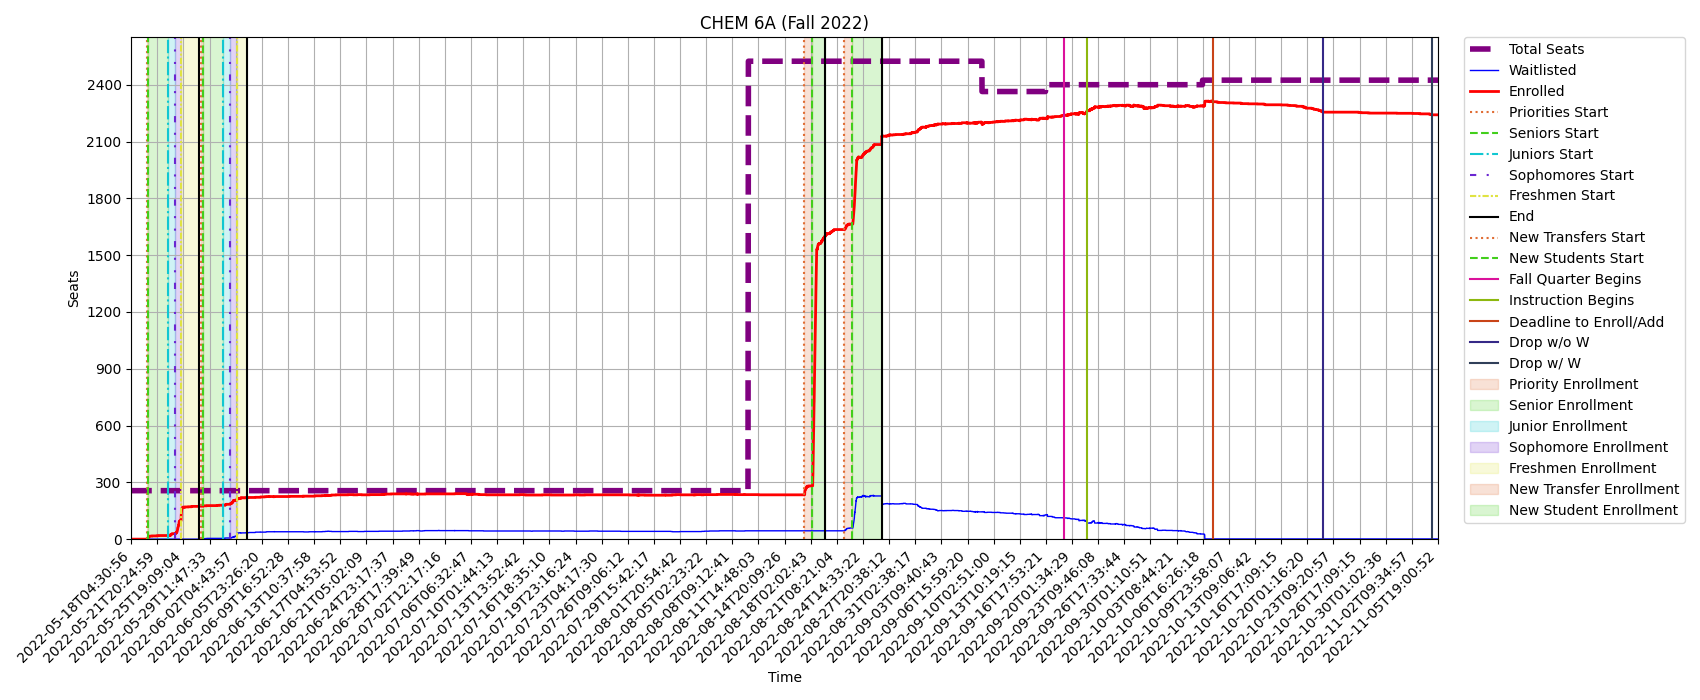 CHEM 6A (Fall 2022)
Seats
2400
2100
1800
1500
1200
900
600
300
0
2022-05-18T04:30:56
2022-05-21T20:24:59
2022-05-25T19:09:04
2022-05-29T11:47:33
2022-06-02T04:43:57
2022-06-05T23:26:20
2022-06-09T16:52:28
2022-06-13T10:37:58
2022-06-17T04:53:52
2022-06-21T05:02:09
2022-06-24T23:17:37
2022-06-28T17:39:49
2022-07-02T12:17:16
2022-07-06T06:32:47
2022-07-10T01:44:13
2022-07-13T13:52:42
2022-07-16T18:35:10
2022-07-19T23:16:24
2022-07-23T04:17:30
2022-07-26T09:06:12
2022-07-29T15:42:17
2022-08-01T20:54:42
2022-08-05T02:23:22
2022-08-08T09:12:41
2022-08-11T14:48:03
2022-08-14T20:09:26
2022-08-18T03:02:43
2022-08-21T08:21:04
2022-08-24T14:33:22
2022-08-27T20:38:12
2022-08-31T02:38:17
2022-09-03T09:40:43
2022-09-06T15:59:20
2022-09-10T02:51:00
2022-09-13T10:19:15
2022-09-16T17:53:21
2022-09-20T01:34:29
2022-09-23T09:46:08
2022-09-26T17:33:44
2022-09-30T01:10:51
2022-10-03T08:44:21
2022-10-06T16:26:18
2022-10-09T23:58:07
2022-10-13T09:06:42
2022-10-16T17:09:15
2022-10-20T01:16:20
2022-10-23T09:20:57
2022-10-26T17:09:15
2022-10-30T01:02:36
2022-11-02T09:34:57
2022-11-05T19:00:52
Time
Total Seats
Waitlisted
Enrolled
Priorities Start
Seniors Start
Juniors Start
Sophomores Start
Freshmen Start
End
New Transfers Start
New Students Start
Fall Quarter Begins
Instruction Begins
Deadline to Enroll/Add
Drop w/o W
Drop w/ W
Priority Enrollment
Senior Enrollment
Junior Enrollment
Sophomore Enrollment
Freshmen Enrollment
New Transfer Enrollment
New Student Enrollment